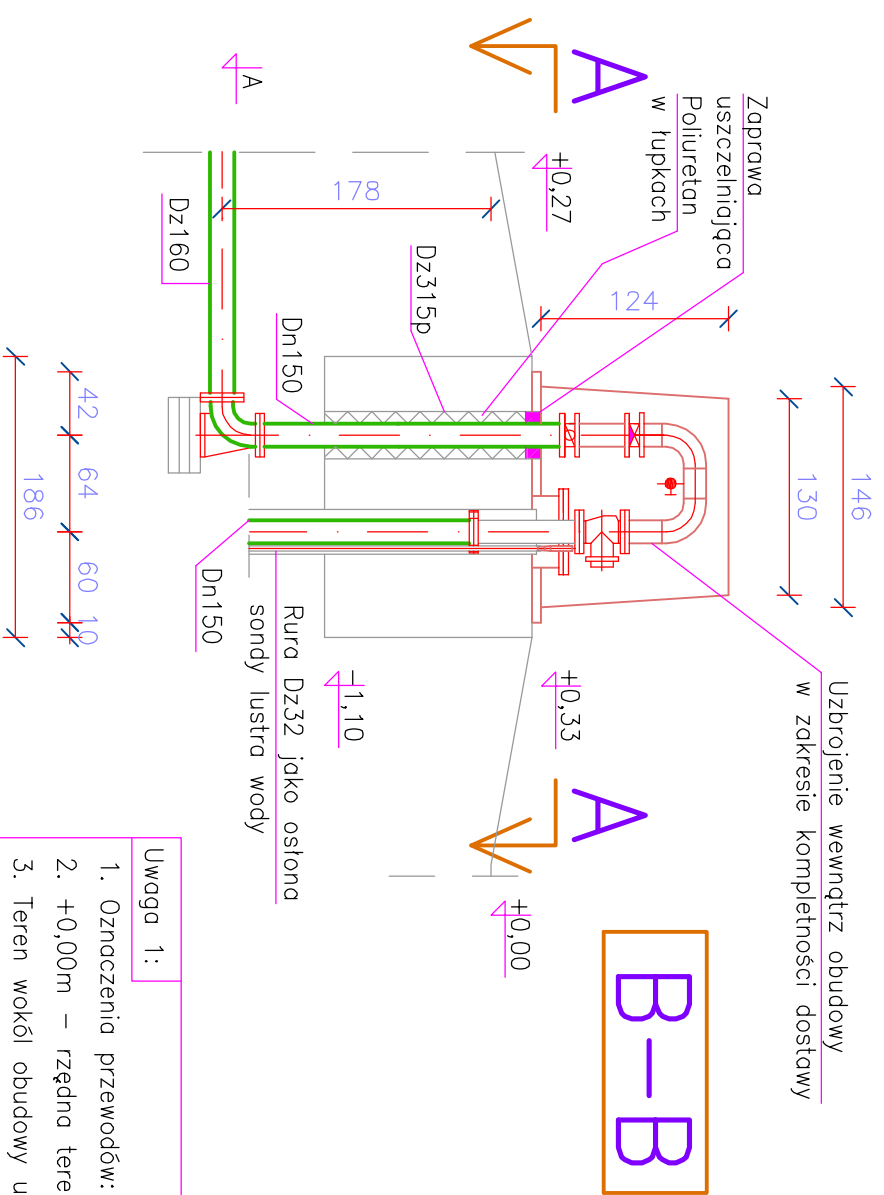 B-B
146
130
Uzbrojenie wewnątrz obudowy
w zakresie kompletności dostawy
Zaprawa
uszczelniająca
Poliuretan
w łupkach
124
A
A
+0,27
+0,33
+0,00
178
Dz315p
Dn150
-1,10
Rura Dz32 jako osłona
sondy lustra wody
A
Dz160
Dn150
42
64
60
10
186
Uwaga 1:
1. Oznaczenia przewodów:
2. +0,00m – rzędna tere
3. Teren wokół obudowy u